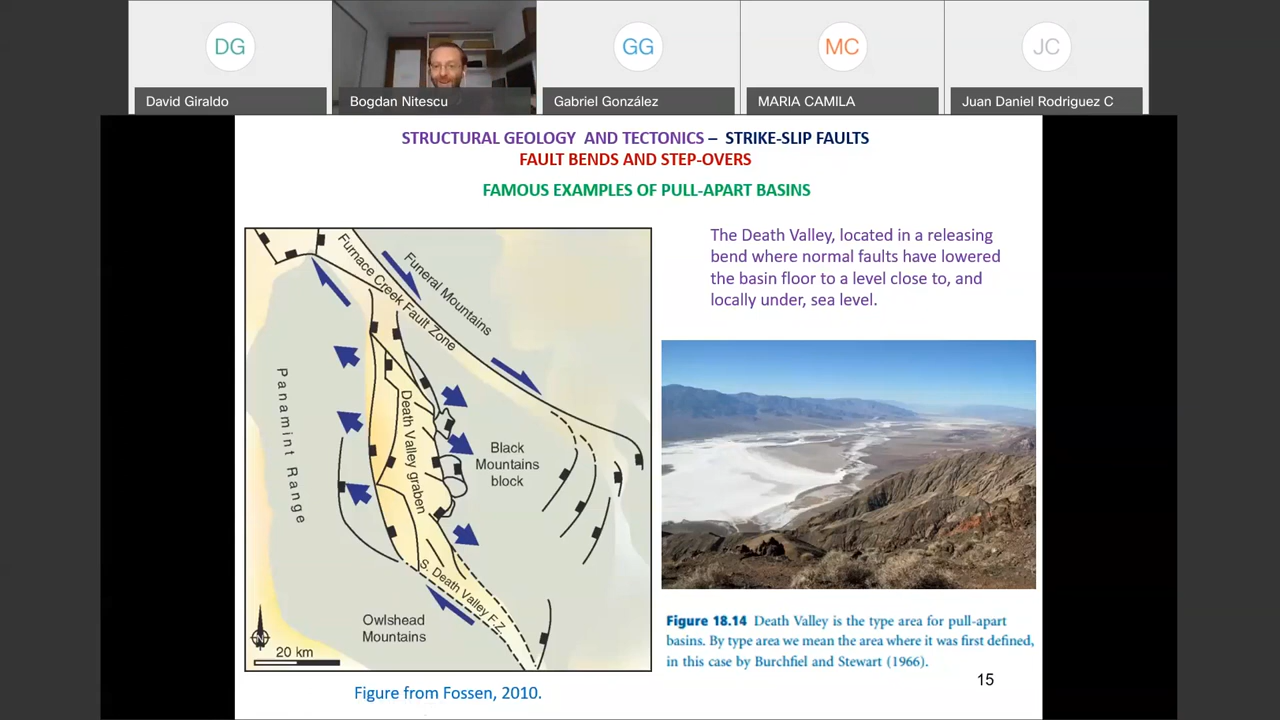 DG
GG
MC
JC
David Giraldo
Bogdan Nitescu
Gabriel González
MARIA CAMILA
Juan Daniel Rodriguez C
STRUCTURAL GEOLOGY AND TECTONICS – STRIKE-SLIP FAULTS
FAULT BENDS AND STEP-OVERS
FAMOUS EXAMPLES OF PULL-APART BASINS
Furnace Creek Fault Zone
Funeral Mountains
Panamint Range
Death Valley graben
Black
Mountains
block
S. Death Valley F.Z.
Owlshead
Mountains
N
20 km
Figure from Fossen, 2010.
The Death Valley, located in a releasing
bend where normal faults have lowered
the basin floor to a level close to, and
locally under, sea level.
Figure 18.14 Death Valley is the type area for pull-apart
basins. By type area we mean the area where it was first defined,
in this case by Burchfiel and Stewart (1966).
15